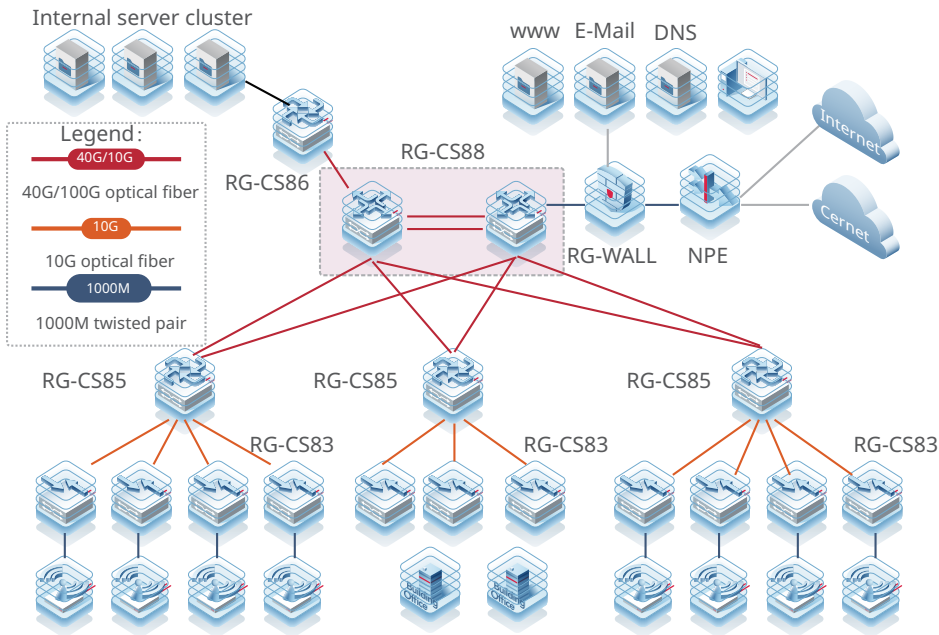 Internal server cluster
www E-Mail DNS
Legend:
40G/10G
40G/100G optical fiber
10G
10G optical fiber
1000M
1000M twisted pair
RG-CS86
RG-CS88
RG-WALL
NPE
Internet
Cernet
RG-CS85
RG-CS85
RG-CS85
RG-CS83
RG-CS83
RG-CS83
Building
Office
Building
Office